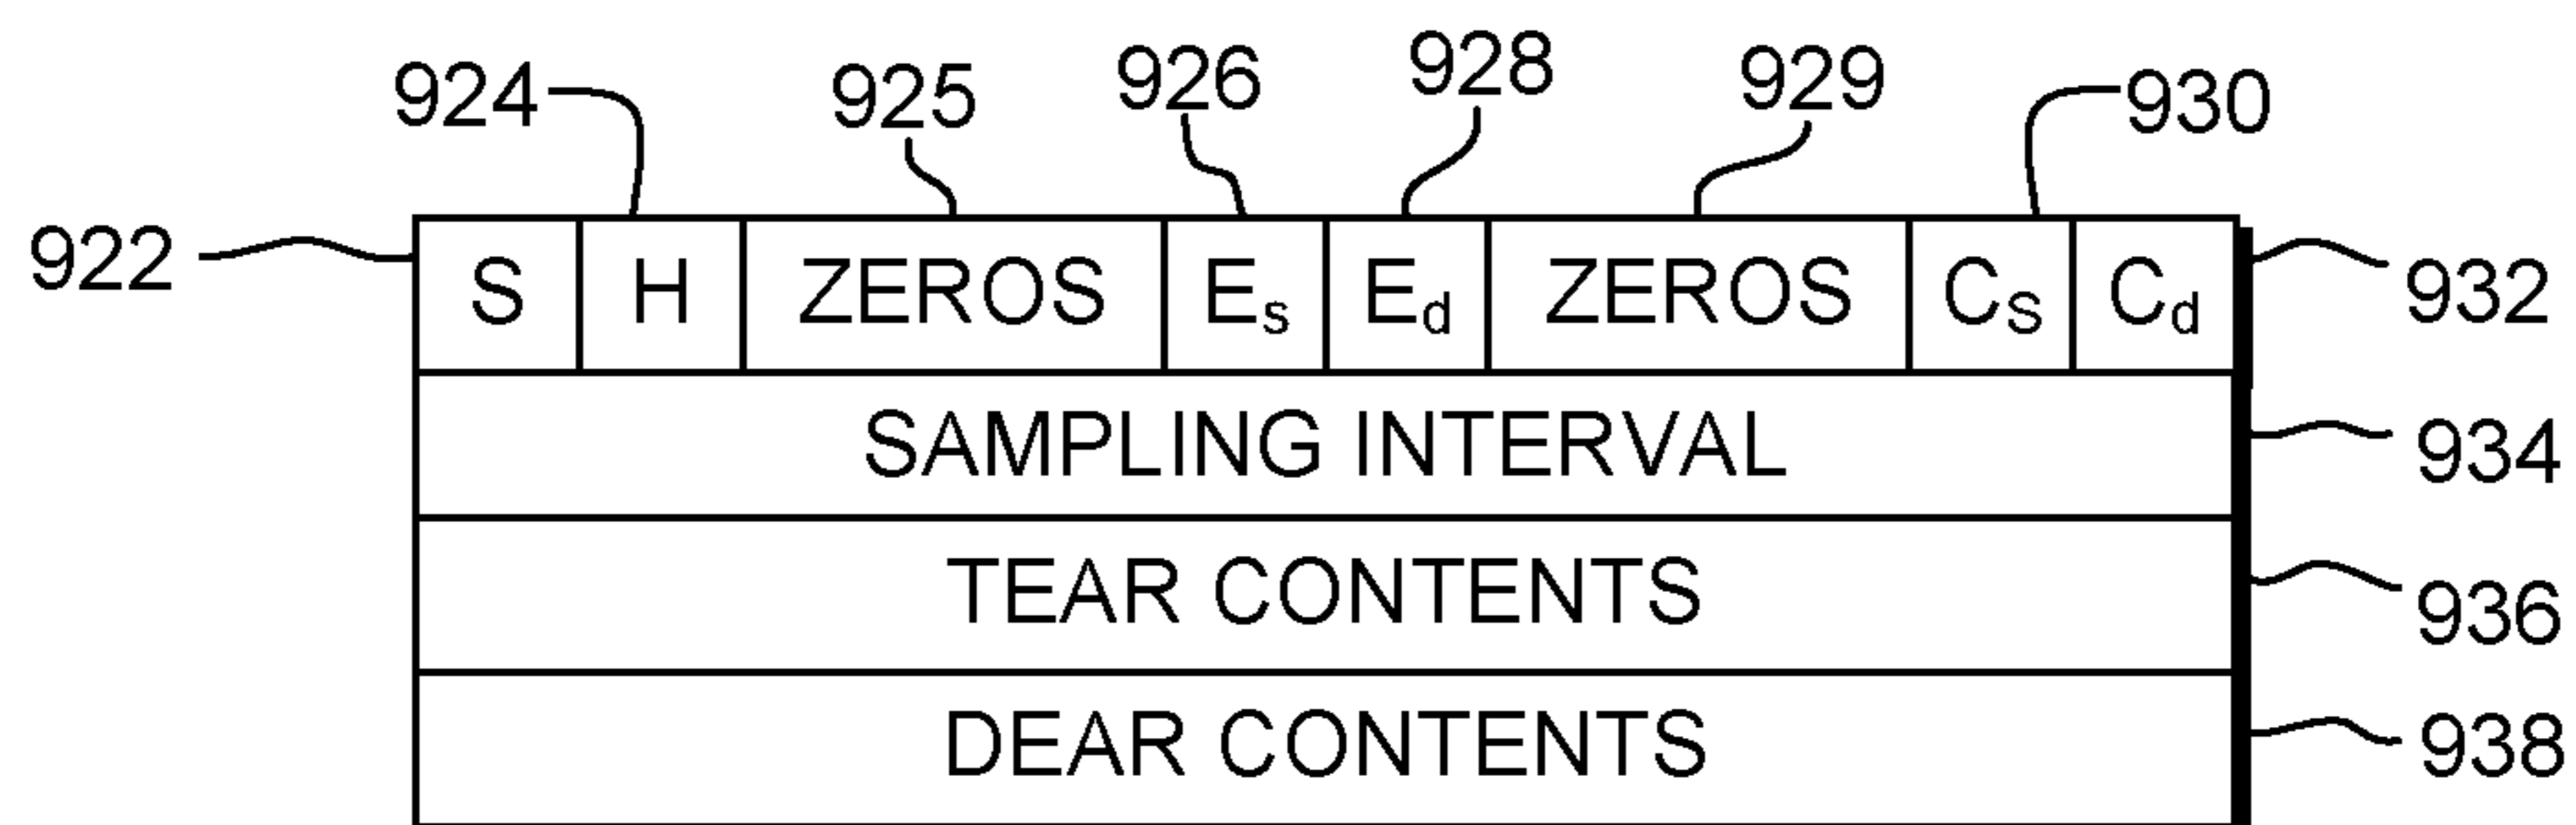 924 925 926 928 929 930
922 S H ZEROS Es Ed ZEROS CS Cd 932
SAMPLING INTERVAL 934
TEAR CONTENTS 936
DEAR CONTENTS 938